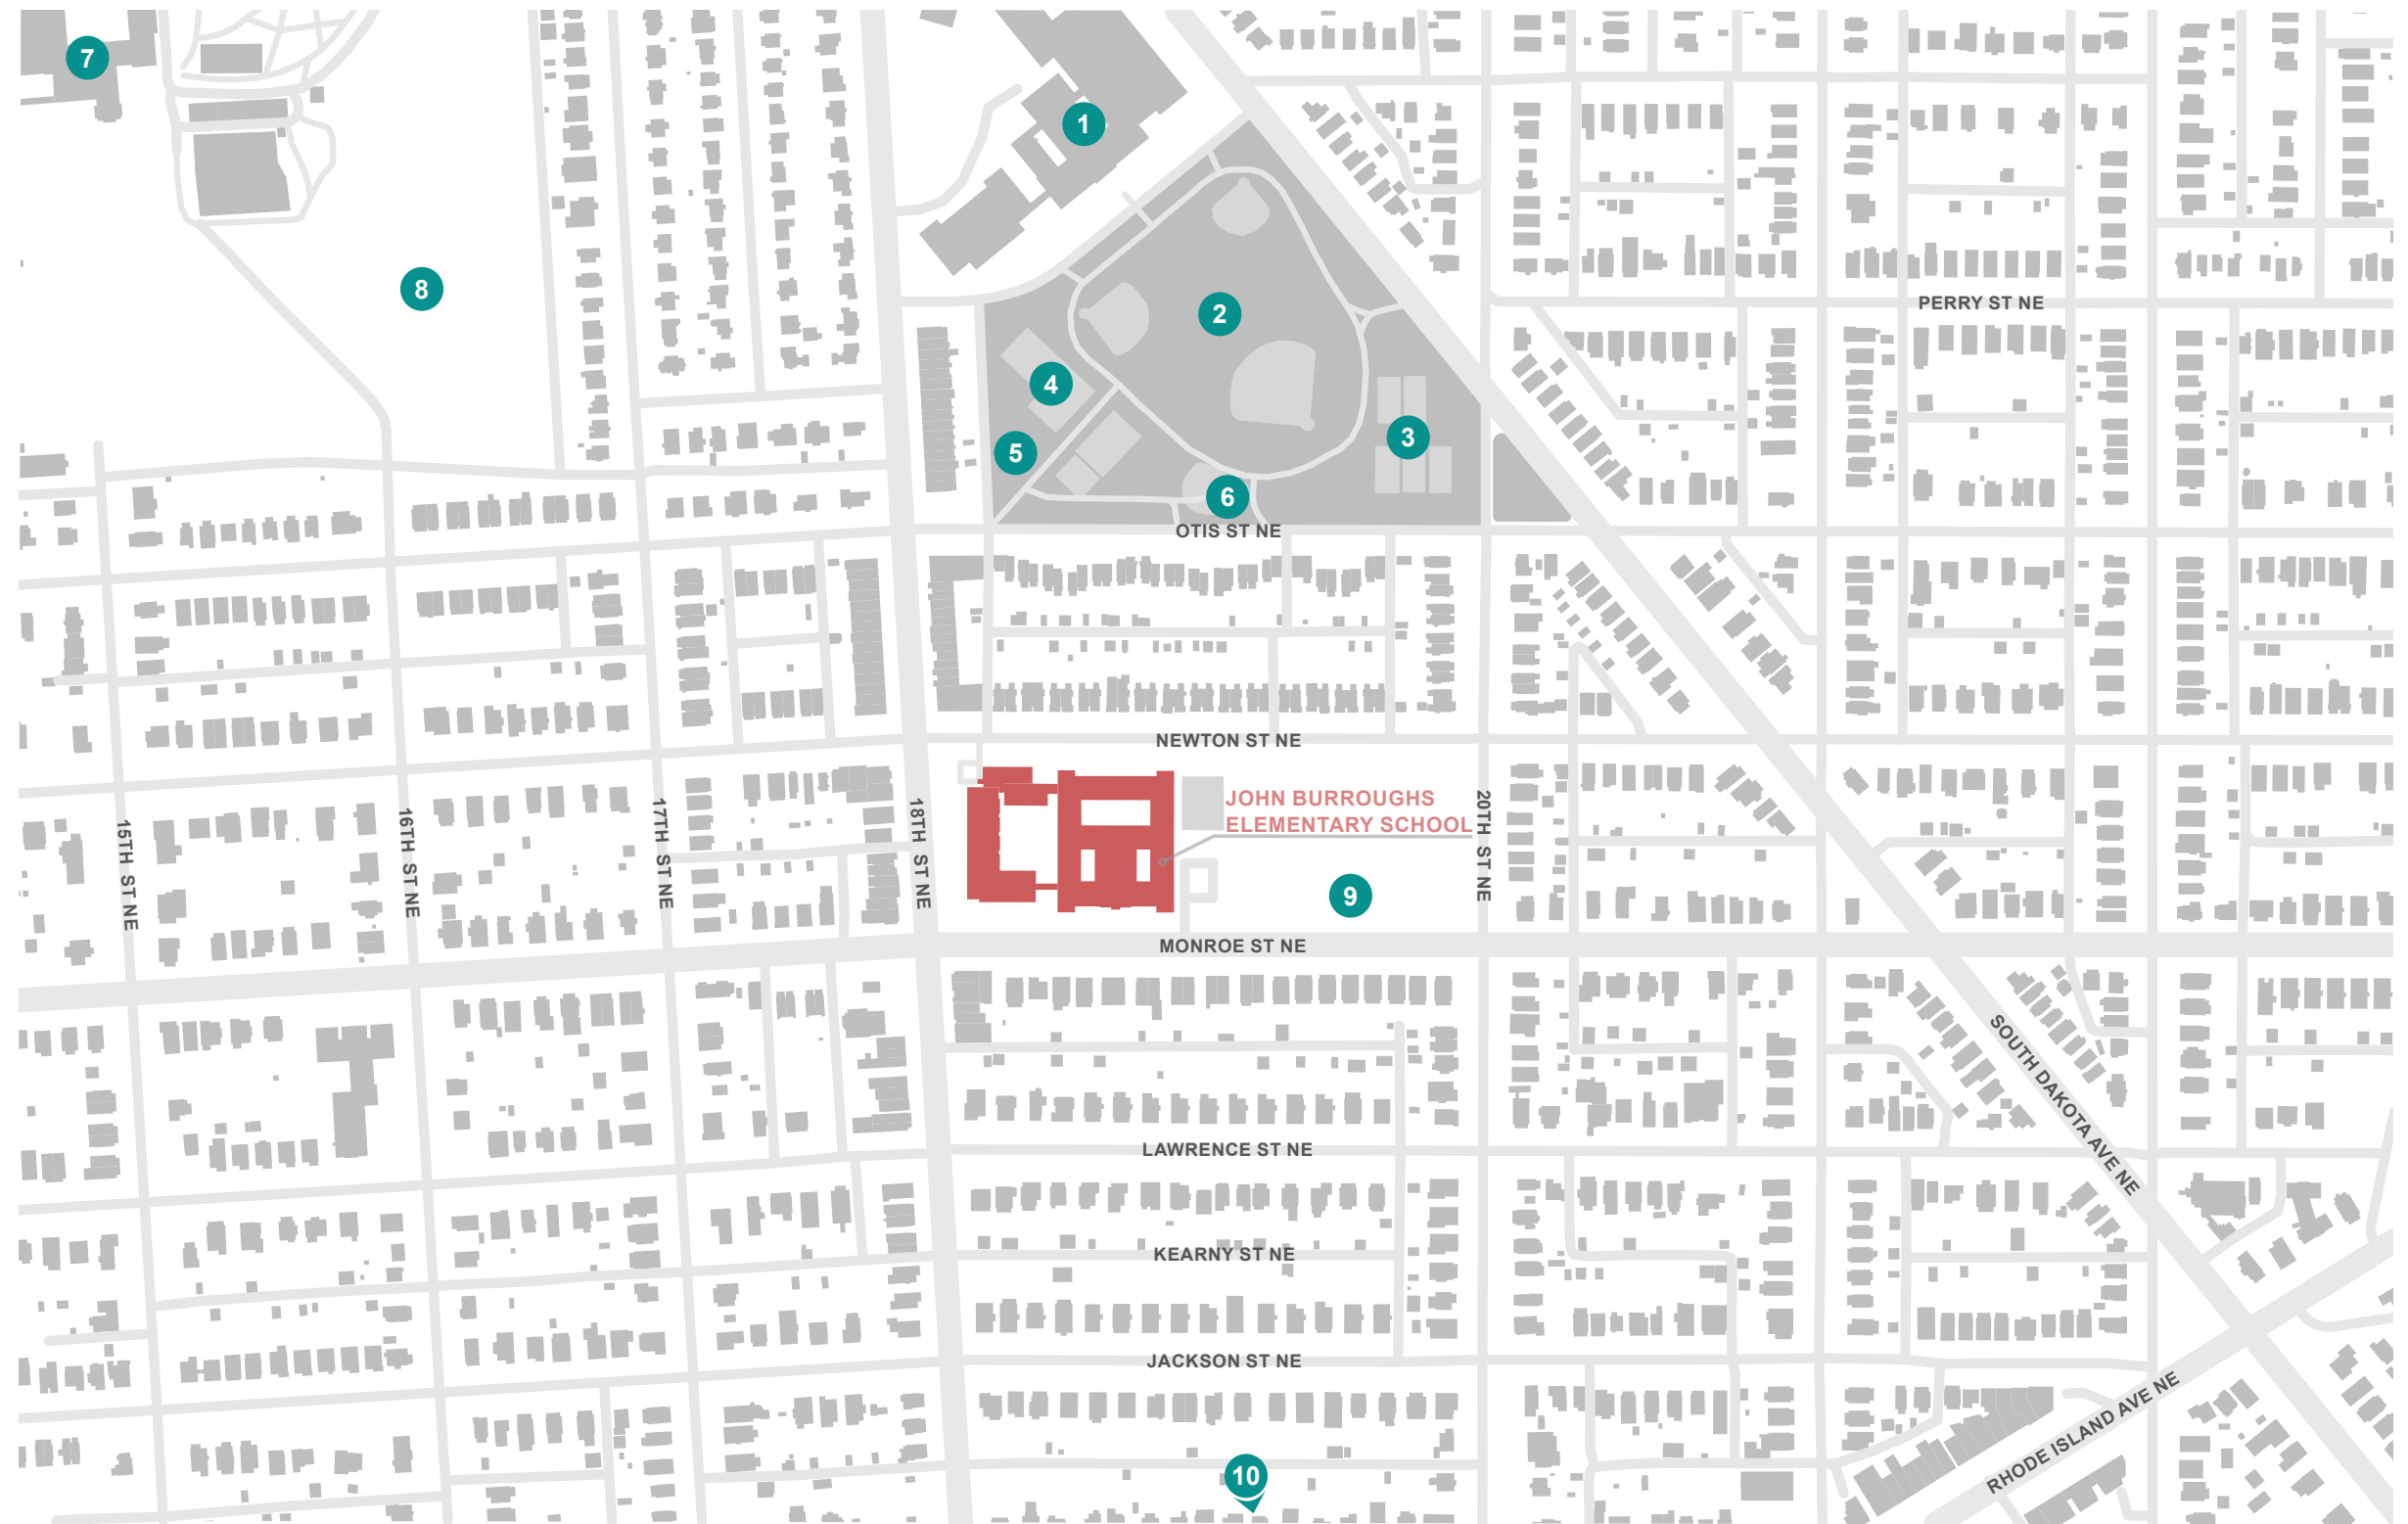 7
1
8
2
PERRY ST NE
4
3
5
6
OTIS ST NE
NEWTON ST NE
JOHN BURROUGHS
ELEMENTARY SCHOOL
15TH ST NE
16TH ST NE
17TH ST NE
18TH ST NE
20TH ST NE
9
MONROE ST NE
SOUTH DAKOTA AVE NE
LAWRENCE ST NE
KEARNY ST NE
JACKSON ST NE
RHODE ISLAND AVE NE
10